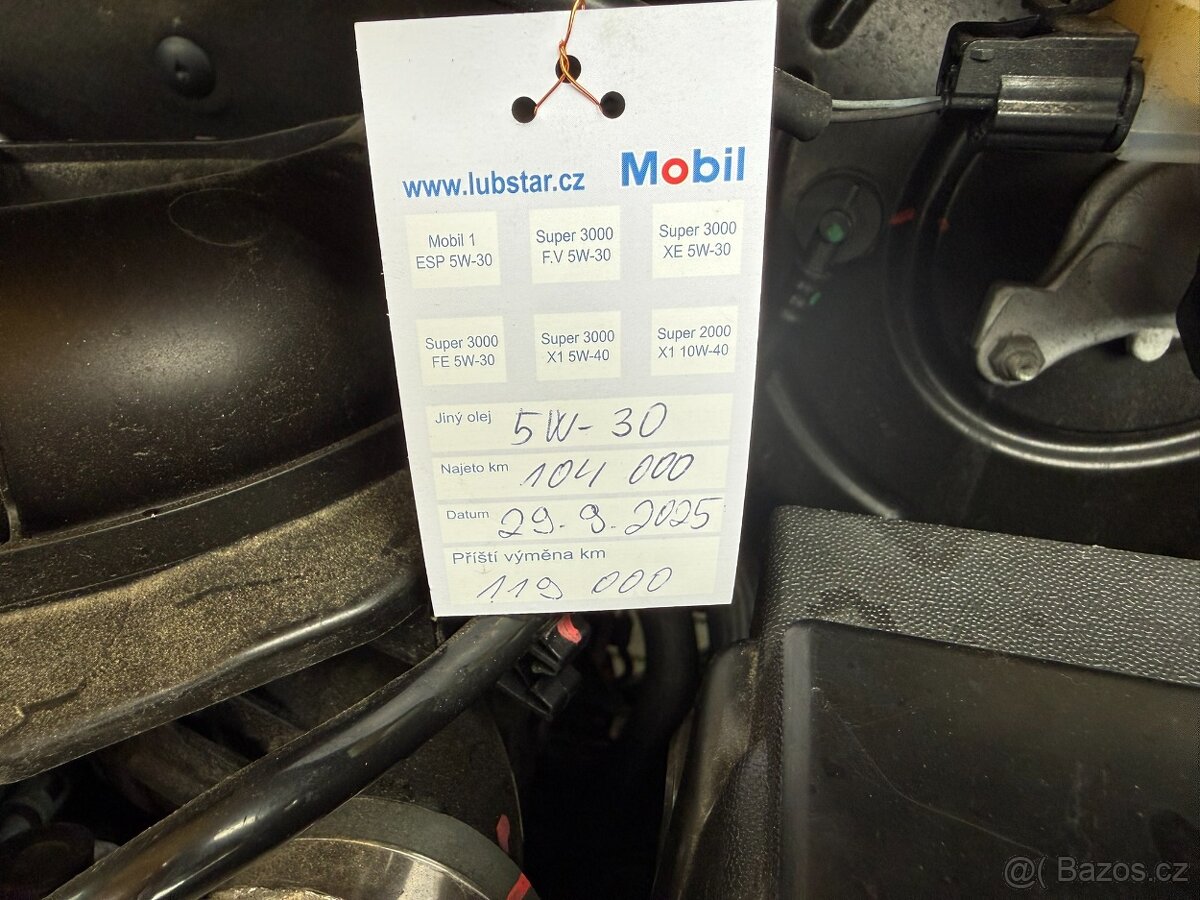 www.lubstar.cz Mobil
Mobil 1
ESP 5W-30
Super 3000
F.V 5W-30
Super 3000
XE 5W-30
Super 3000
FE 5W-30
Super 3000
X1 5W-40
Super 2000
X1 10W-40
Jiný olej 5W-30
Najeto km 104 000
Datum 29.9.2025
Příští výměna km
119 000
@( Bazos.cz